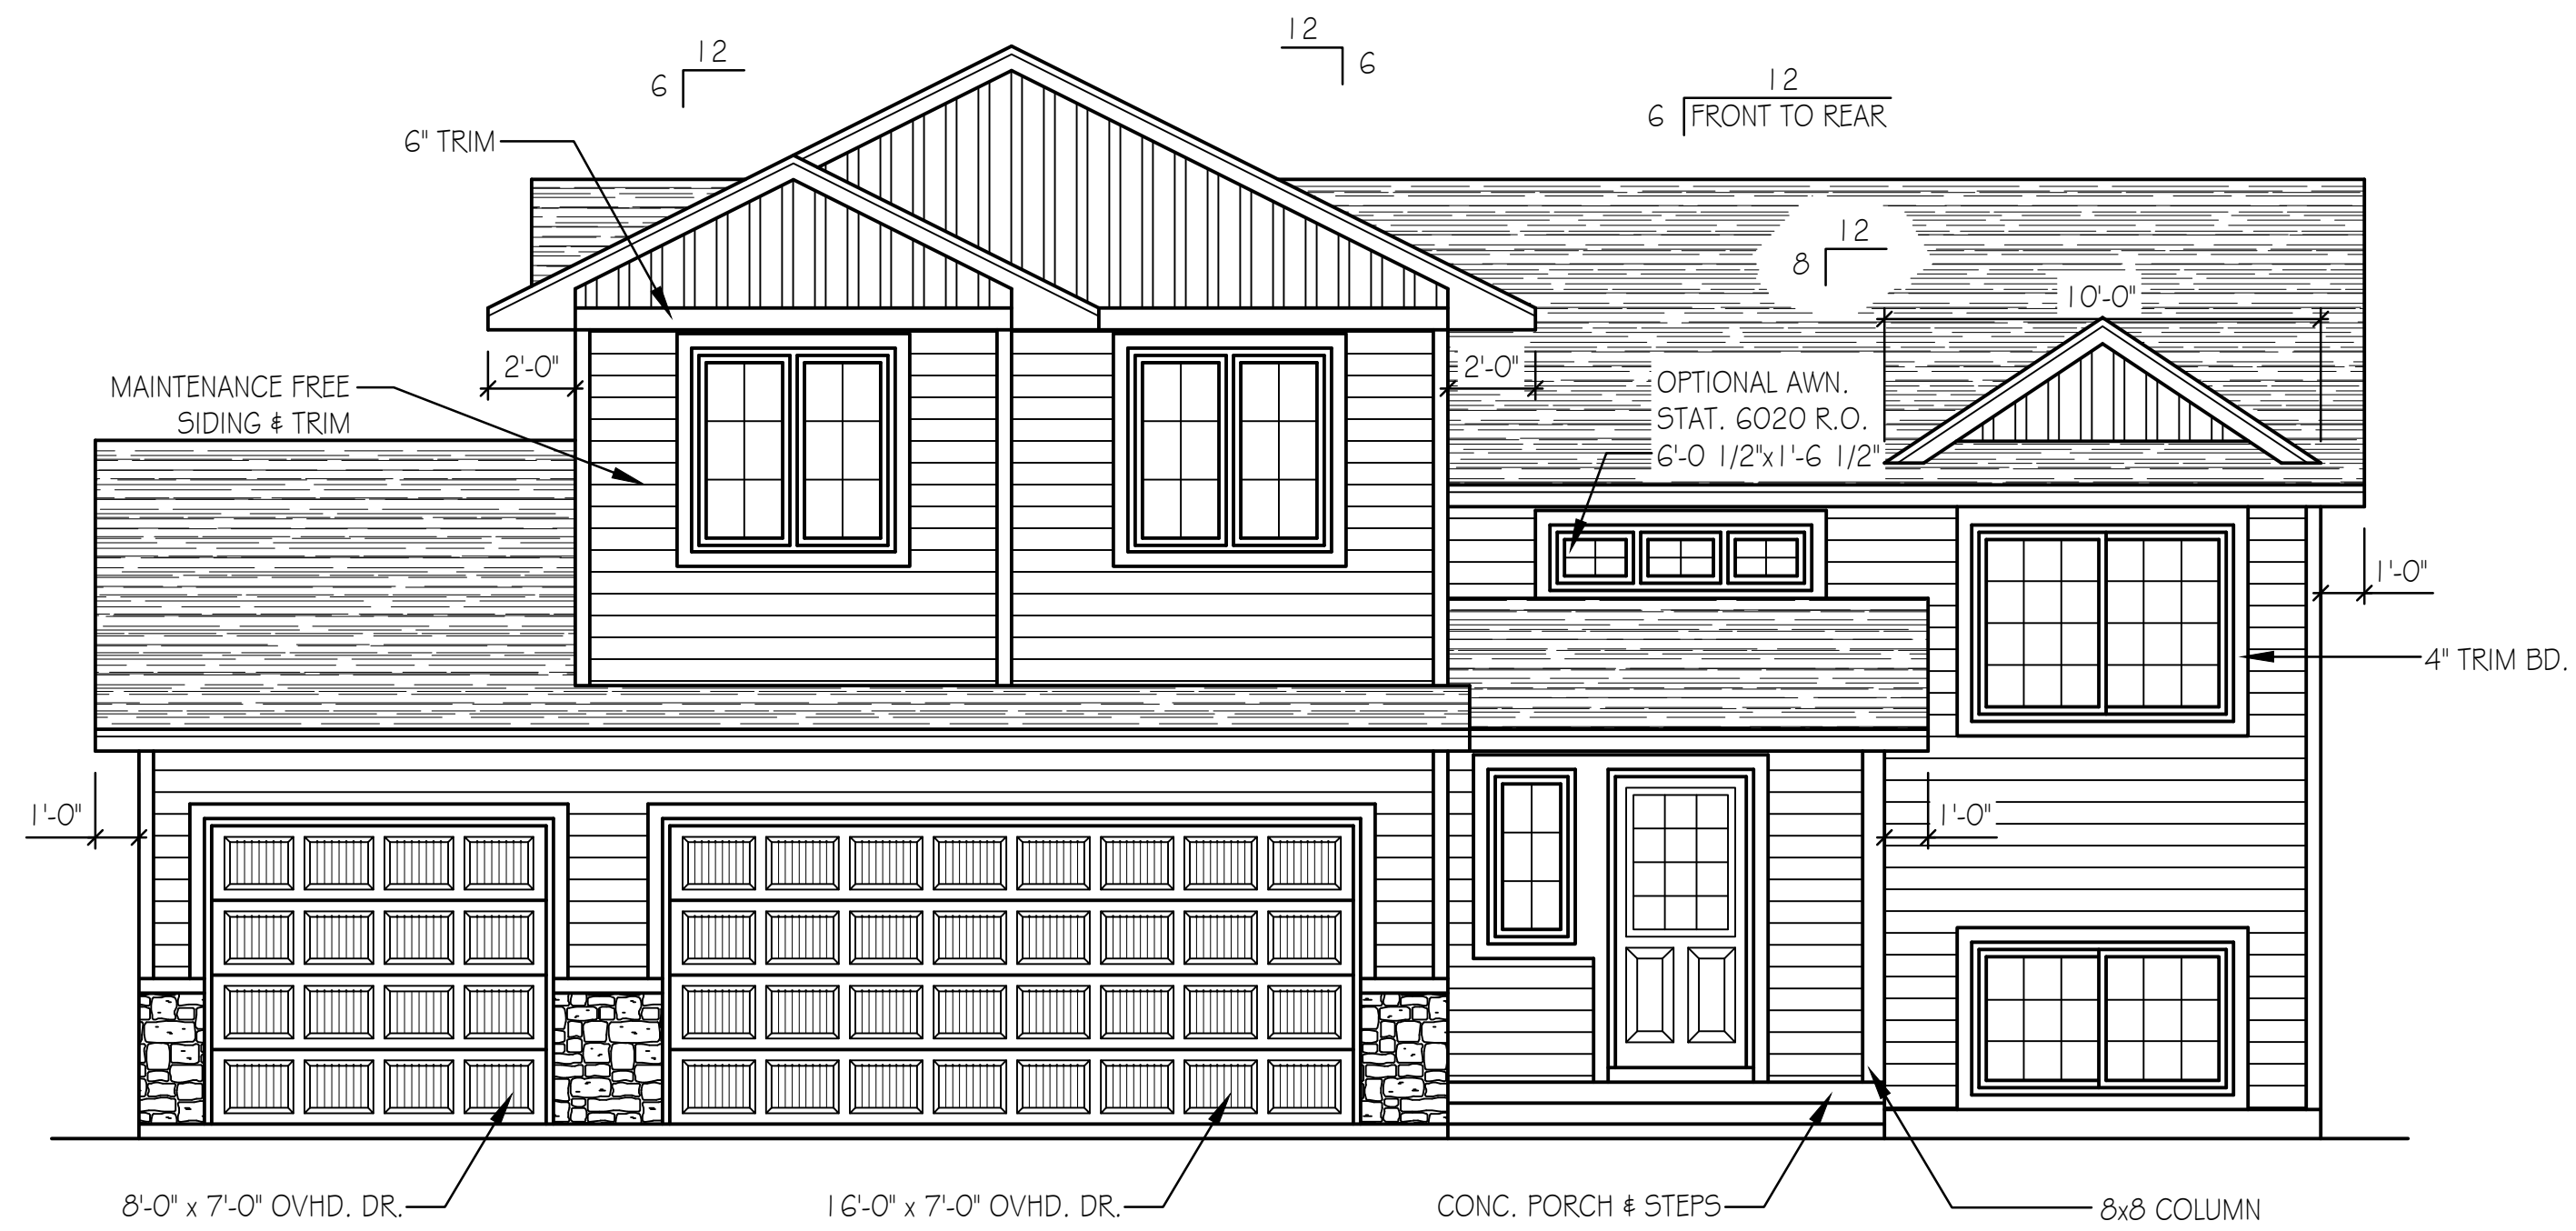 12
6
12
6
12
6 FRONT TO REAR
6" TRIM
12
8
10'-0"
2'-0"
2'-0"
MAINTENANCE FREE
SIDING & TRIM
OPTIONAL AWN.
STAT. 6020 R.O.
6'-0 1/2"x1'-6 1/2"
1'-0"
4" TRIM BD.
1'-0"
1'-0"
8'-0" x 7'-0" OVHD. DR.
16'-0" x 7'-0" OVHD. DR.
CONC. PORCH & STEPS
8x8 COLUMN